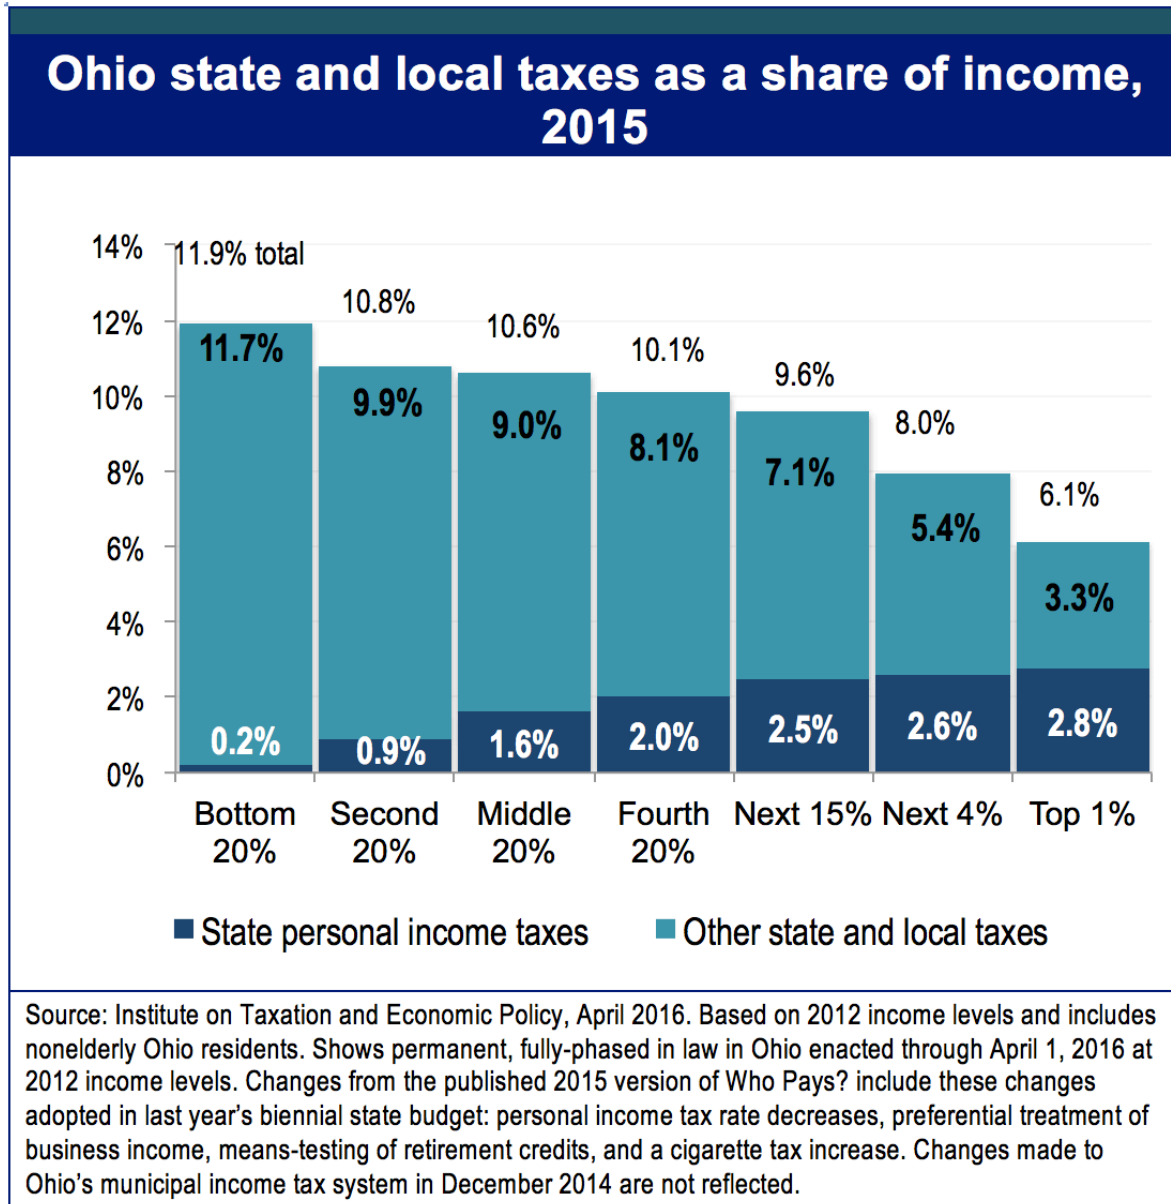 Ohio state and local taxes as a share of income,
2015
14%
12%
10%
8%
6%
4%
2%
0%
11.9% total
10.8%
10.6%
10.1%
9.6%
8.0%
6.1%
11.7%
9.9%
9.0%
8.1%
7.1%
5.4%
3.3%
0.2%
0.9%
1.6%
2.0%
2.5%
2.6%
2.8%
Bottom
20%
Second
20%
Middle
20%
Fourth
20%
Next 15%
Next 4%
Top 1%
State personal income taxes
Other state and local taxes
Source: Institute on Taxation and Economic Policy, April 2016. Based on 2012 income levels and includes
nonelderly Ohio residents. Shows permanent, fully-phased in law in Ohio enacted through April 1, 2016 at
2012 income levels. Changes from the published 2015 version of Who Pays? include these changes
adopted in last year’s biennial state budget: personal income tax rate decreases, preferential treatment of
business income, means-testing of retirement credits, and a cigarette tax increase. Changes made to
Ohio’s municipal income tax system in December 2014 are not reflected.